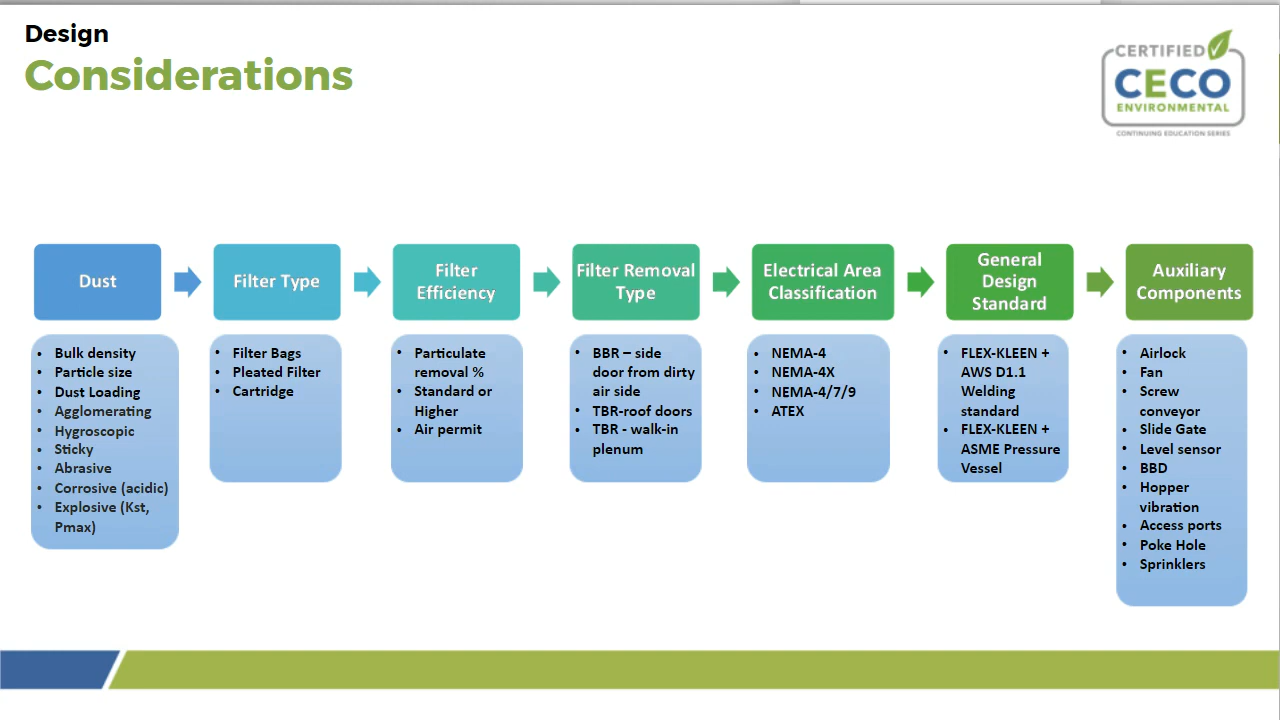 Design
Considerations
CERTIFIED
CECO
ENVIRONMENTAL
CONTINUING EDUCATION SERIES
Dust
• Bulk density
• Particle size
• Dust Loading
• Agglomerating
• Hygroscopic
• Sticky
• Abrasive
• Corrosive (acidic)
• Explosive (Kst,
Pmax)
Filter Type
• Filter Bags
• Pleated Filter
• Cartridge
Filter
Efficiency
• Particulate
removal %
• Standard or
Higher
• Air permit
Filter Removal
Type
• BBR – side
door from dirty
air side
• TBR-roof doors
• TBR - walk-in
plenum
Electrical Area
Classification
• NEMA-4
• NEMA-4X
• NEMA-4/7/9
• ATEX
General
Design
Standard
• FLEX-KLEEN +
AWS D1.1
Welding
standard
• FLEX-KLEEN +
ASME Pressure
Vessel
Auxiliary
Components
• Airlock
• Fan
• Screw
conveyor
• Slide Gate
• Level sensor
• BBD
• Hopper
vibration
• Access ports
• Poke Hole
• Sprinklers